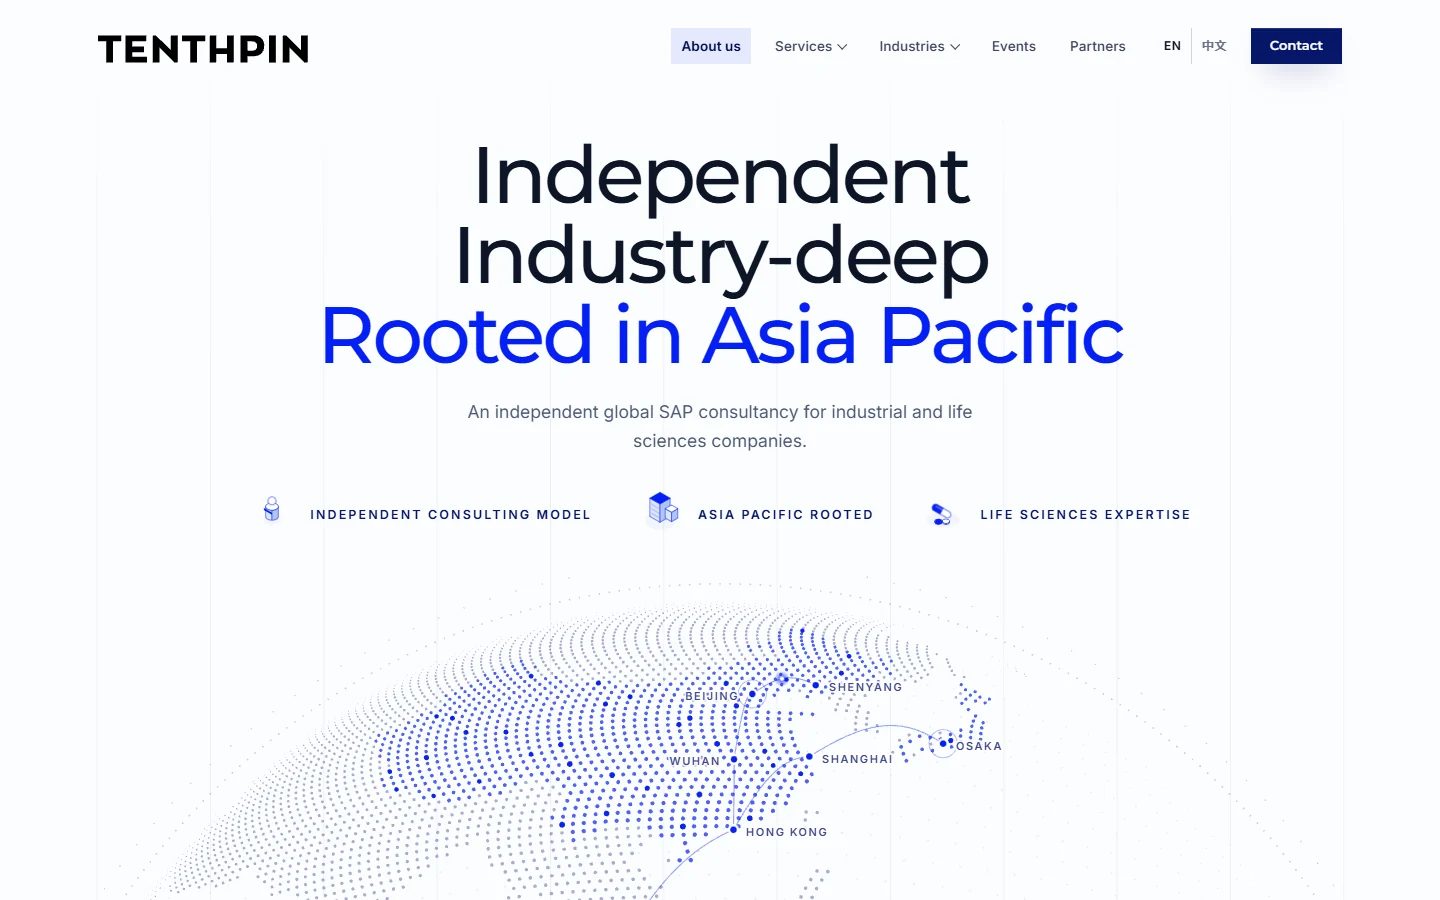 TENTHPIN
About us
Services
Industries
Events
Partners
EN
中文
Contact
Independent
Industry-deep
Rooted in Asia Pacific
An independent global SAP consultancy for industrial and life
sciences companies.
INDEPENDENT CONSULTING MODEL
ASIA PACIFIC ROOTED
LIFE SCIENCES EXPERTISE
BEIJING
SHENYANG
OSAKA
WUHAN
SHANGHAI
HONG KONG